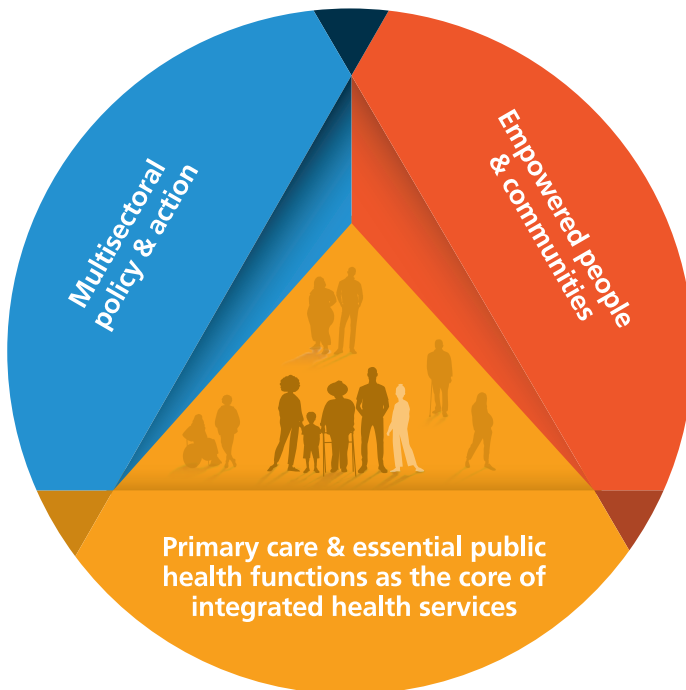 Multisectoral
policy & action
Empowered people
& communities
Primary care & essential public
health functions as the core of
integrated health services